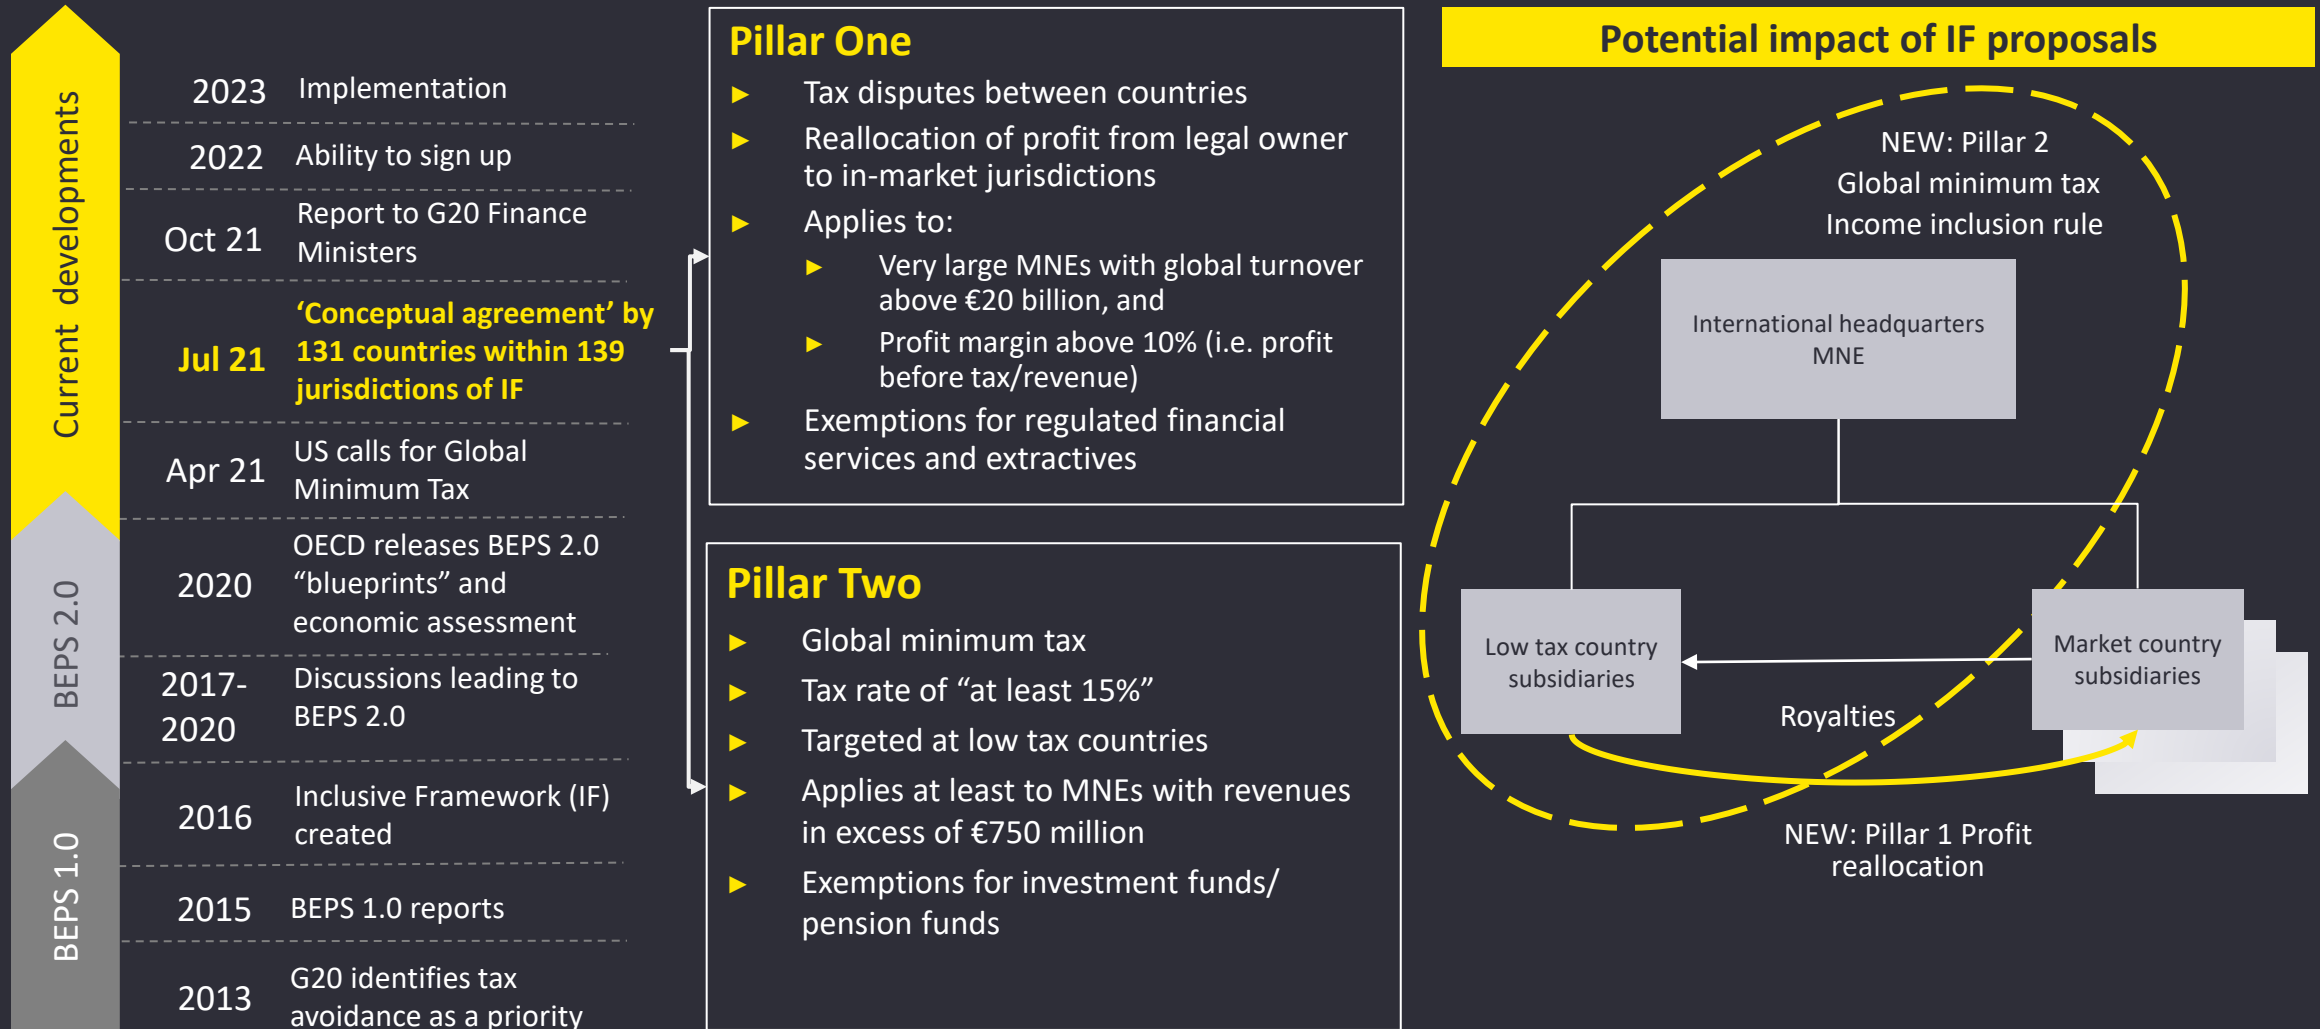 Current developments
BEPS 2.0
BEPS 1.0
2023 Implementation
2022 Ability to sign up
Oct 21
Report to G20 Finance
Ministers
Jul 21
‘Conceptual agreement’ by
131 countries within 139
jurisdictions of IF
Apr 21
US calls for Global
Minimum Tax
2020
OECD releases BEPS 2.0
“blueprints” and
economic assessment
2017-
2020
Discussions leading to
BEPS 2.0
2016
Inclusive Framework (IF)
created
2015 BEPS 1.0 reports
2013
G20 identifies tax
avoidance as a priority
Pillar One
► Tax disputes between countries
► Reallocation of profit from legal owner
to in-market jurisdictions
► Applies to:
► Very large MNEs with global turnover
above €20 billion, and
► Profit margin above 10% (i.e. profit
before tax/revenue)
► Exemptions for regulated financial
services and extractives
Pillar Two
► Global minimum tax
► Tax rate of “at least 15%”
► Targeted at low tax countries
► Applies at least to MNEs with revenues
in excess of €750 million
► Exemptions for investment funds/
pension funds
Potential impact of IF proposals
NEW: Pillar 2
Global minimum tax
Income inclusion rule
International headquarters
MNE
Low tax country
subsidiaries
Market country
subsidiaries
Royalties
NEW: Pillar 1 Profit
reallocation